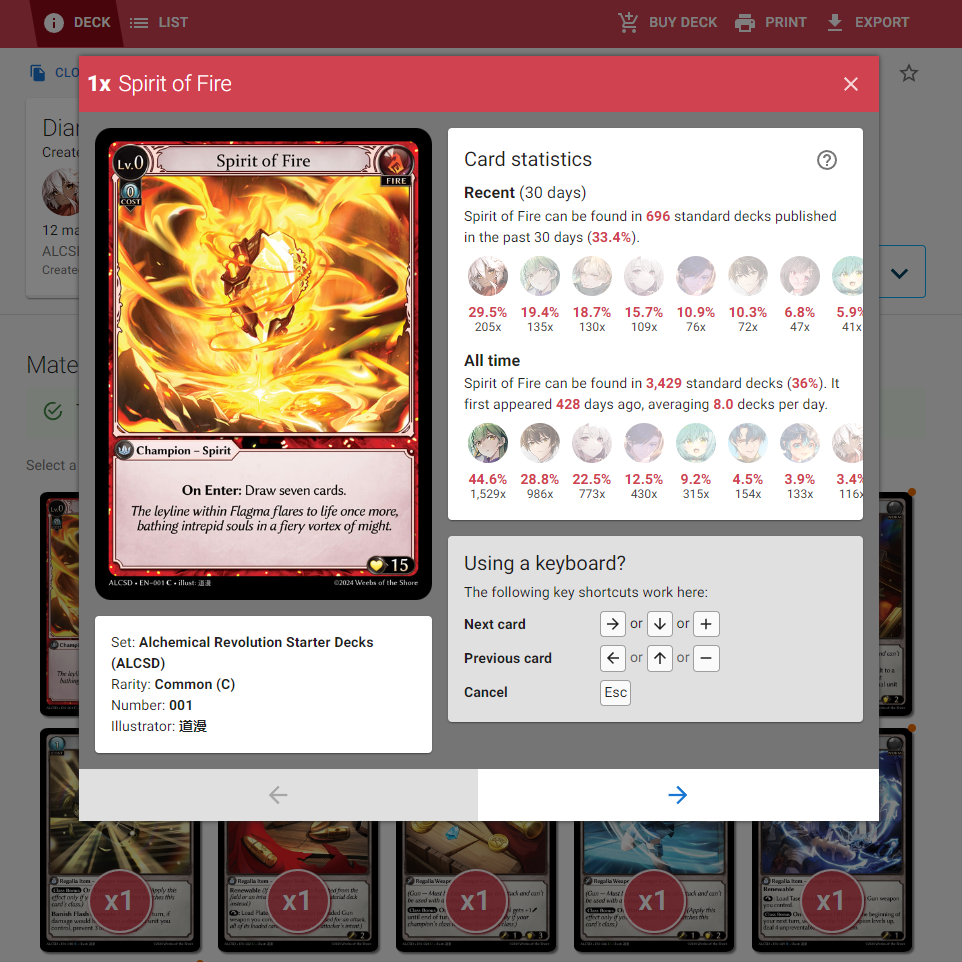 DECK
LIST
BUY DECK
PRINT
EXPORT
CLO
1x Spirit of Fire
Diar
Create
12 ma
ALCSD
Create
Mate
Select a
Lv.0
Spirit of Fire
FIRE
0
COST
Champion – Spirit
On Enter: Draw seven cards.
The leyline within Flagma flares to life once more,
bathing intrepid souls in a fiery vortex of might.
15
ALCSD • EN-001 C • illust: 道漫
©2024 Weebs of the Shore
Set: Alchemical Revolution Starter Decks
(ALCSD)
Rarity: Common (C)
Number: 001
Illustrator: 道漫
Card statistics
Recent (30 days)
Spirit of Fire can be found in 696 standard decks published
in the past 30 days (33.4%).
29.5% 19.4% 18.7% 15.7% 10.9% 10.3% 6.8% 5.9%
205x 135x 130x 109x 76x 72x 47x 41x
All time
Spirit of Fire can be found in 3,429 standard decks (36%). It
first appeared 428 days ago, averaging 8.0 decks per day.
44.6% 28.8% 22.5% 12.5% 9.2% 4.5% 3.9% 3.4%
1,529x 986x 773x 430x 315x 154x 133x 116x
Using a keyboard?
The following key shortcuts work here:
Next card → or ↓ or +
Previous card ← or ↑ or −
Cancel Esc
x1
x1
x1
x1
x1